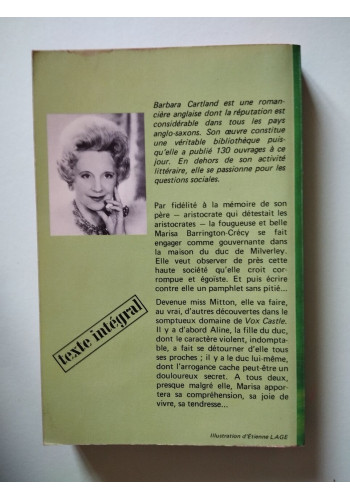 Barbara Cartland est une roman-
cière anglaise dont la réputation est
considérable dans tous les pays
anglo-saxons. Son œuvre constitue
une véritable bibliothèque puis-
qu'elle a publié 130 ouvrages à ce
jour. En dehors de son activité
littéraire, elle se passionne pour les
questions sociales.
Par fidélité à la mémoire de son
père — aristocrate qui détestait les
aristocrates — la fougueuse et belle
Marisa Barrington-Crécy se fait
engager comme gouvernante dans
la maison du duc de Milverley.
Elle veut observer de près cette
haute société qu'elle croit cor-
rompue et égoïste. Et puis écrire
contre elle un pamphlet sans pitié...
Devenue miss Mitton, elle va faire,
au vrai, d'autres découvertes dans le
somptueux domaine de Vox Castle.
Il y a d'abord Aline, la fille du duc,
dont le caractère violent, indompta-
ble, a fait se détourner d'elle tous
ses proches ; il y a le duc lui-même,
dont l'arrogance cache peut-être un
douloureux secret. A tous deux,
presque malgré elle, Marisa appor-
tera sa compréhension, sa joie de
vivre, sa tendresse...
texte intégral
Illustration d'Étienne LAGE